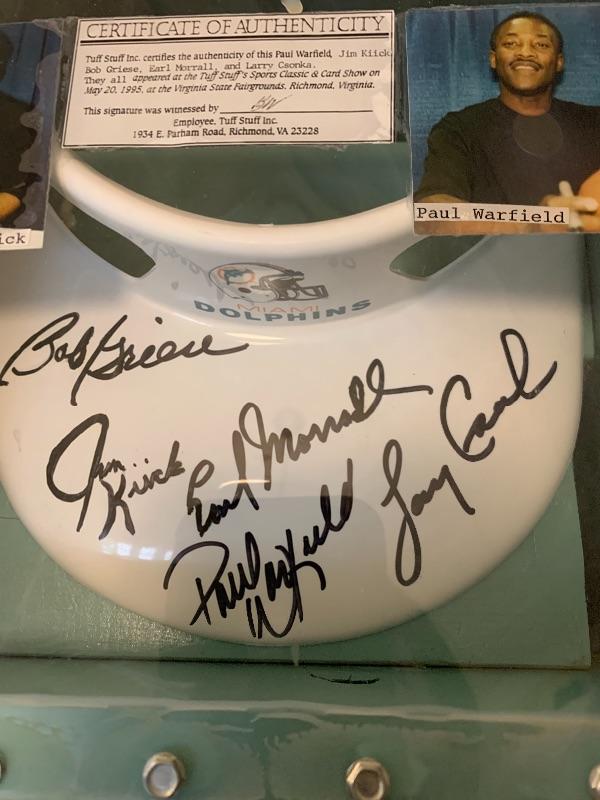 CERTIFICATE OF AUTHENTICITY
Tuff Stuff Inc. certifies the authenticity of this Paul Warfield, Jim Kiick,
Bob Griese, Earl Morrall, and Larry Csonka.
They all appeared at the Tuff Stuff's Sports Classic & Card Show on
May 20, 1995, at the Virginia State Fairgrounds, Richmond, Virginia.
This signature was witnessed by
Employee, Tuff Stuff Inc.
1934 E. Parham Road, Richmond, VA 23228
ick
Paul Warfield
MIAMI
DOLPHINS
Bob Griese
Jim
Kiick
Earl Morrall
Larry Csonka
Paul Warfield